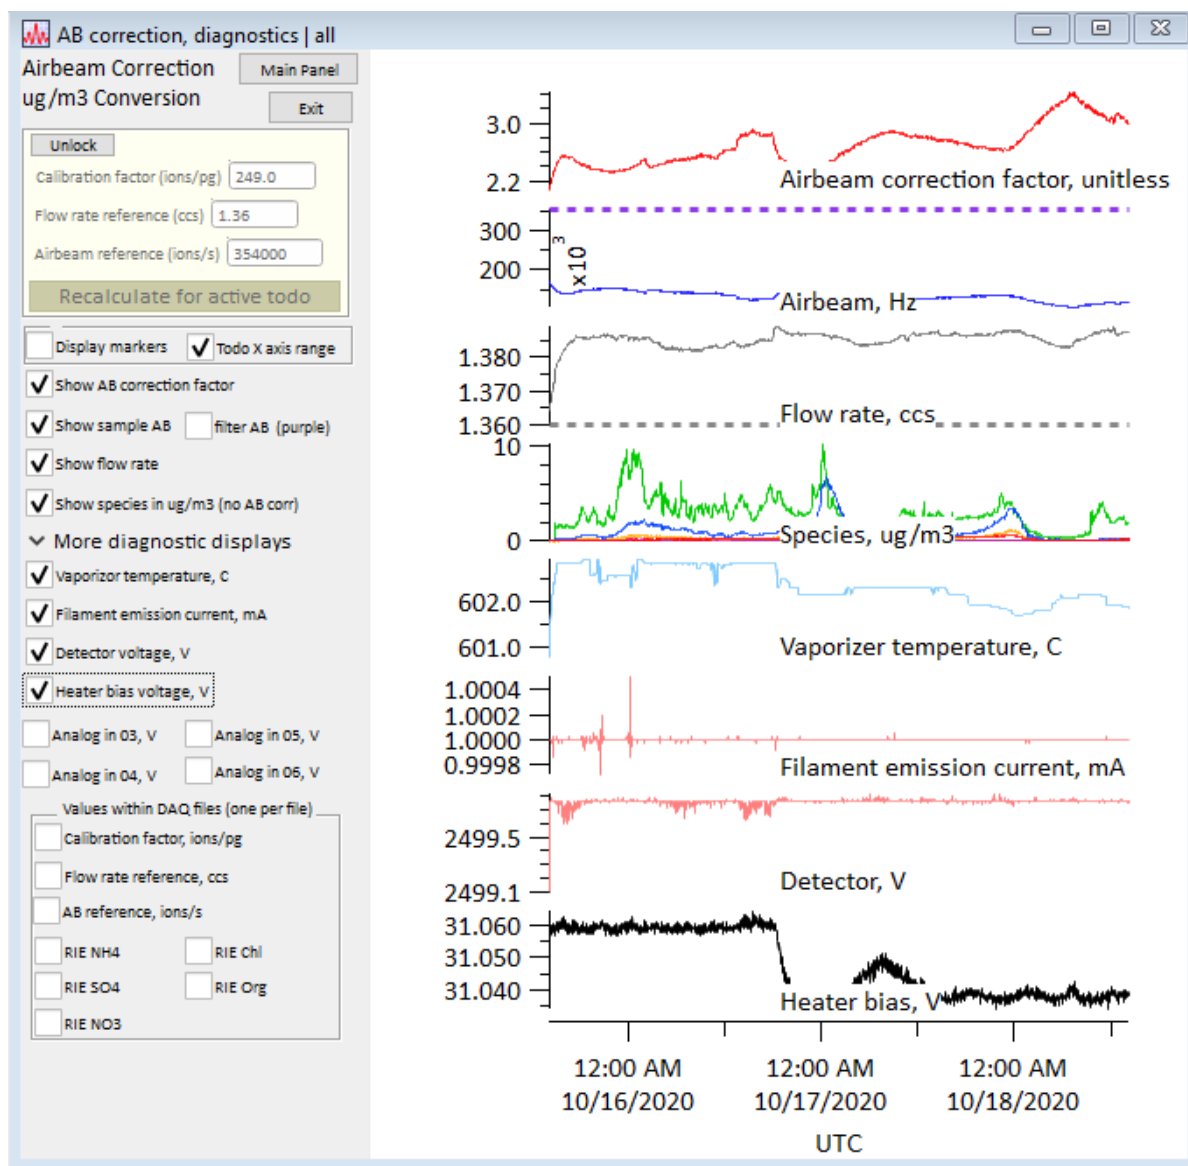 AB correction, diagnostics | all
Airbeam Correction
Main Panel
ug/m3 Conversion
Exit
Unlock
Calibration factor (ions/pg) 249.0
Flow rate reference (ccs) 1.36
Airbeam reference (ions/s) 354000
Recalculate for active todo
Display markers
Todo X axis range
Show AB correction factor
Show sample AB
filter AB (purple)
Show flow rate
Show species in ug/m3 (no AB corr)
More diagnostic displays
Vaporizor temperature, C
Filament emission current, mA
Detector voltage, V
Heater bias voltage, V
Analog in 03, V
Analog in 05, V
Analog in 04, V
Analog in 06, V
Values within DAQ files (one per file)
Calibration factor, ions/pg
Flow rate reference, ccs
AB reference, ions/s
RIE NH4
RIE Chl
RIE SO4
RIE Org
RIE NO3
3.0
2.2
Airbeam correction factor, unitless
300
200
x10 3
Airbeam, Hz
1.380
1.370
1.360
Flow rate, ccs
10
0
Species, ug/m3
602.0
601.0
Vaporizer temperature, C
1.0004
1.0002
1.0000
0.9998
Filament emission current, mA
2499.5
2499.1
Detector, V
31.060
31.050
31.040
Heater bias, V
12:00 AM 12:00 AM 12:00 AM
10/16/2020 10/17/2020 10/18/2020
UTC